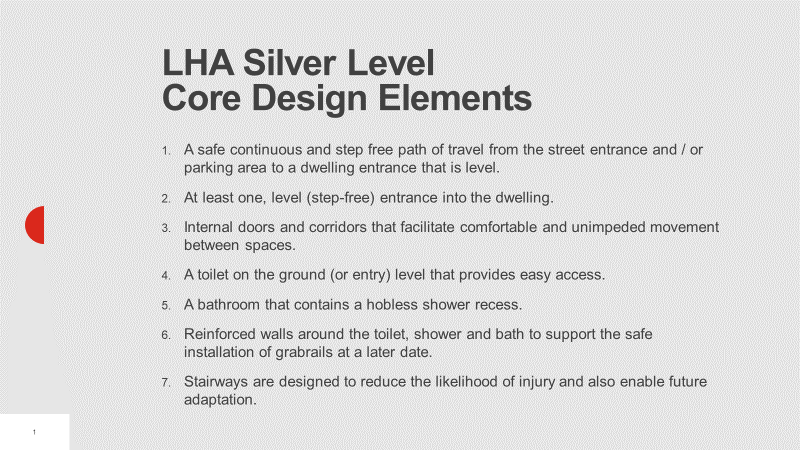 LHA Silver Level
Core Design Elements
1. A safe continuous and step free path of travel from the street entrance and / or
parking area to a dwelling entrance that is level.
2. At least one, level (step-free) entrance into the dwelling.
3. Internal doors and corridors that facilitate comfortable and unimpeded movement
between spaces.
4. A toilet on the ground (or entry) level that provides easy access.
5. A bathroom that contains a hobless shower recess.
6. Reinforced walls around the toilet, shower and bath to support the safe
installation of grabrails at a later date.
7. Stairways are designed to reduce the likelihood of injury and also enable future
adaptation.
1